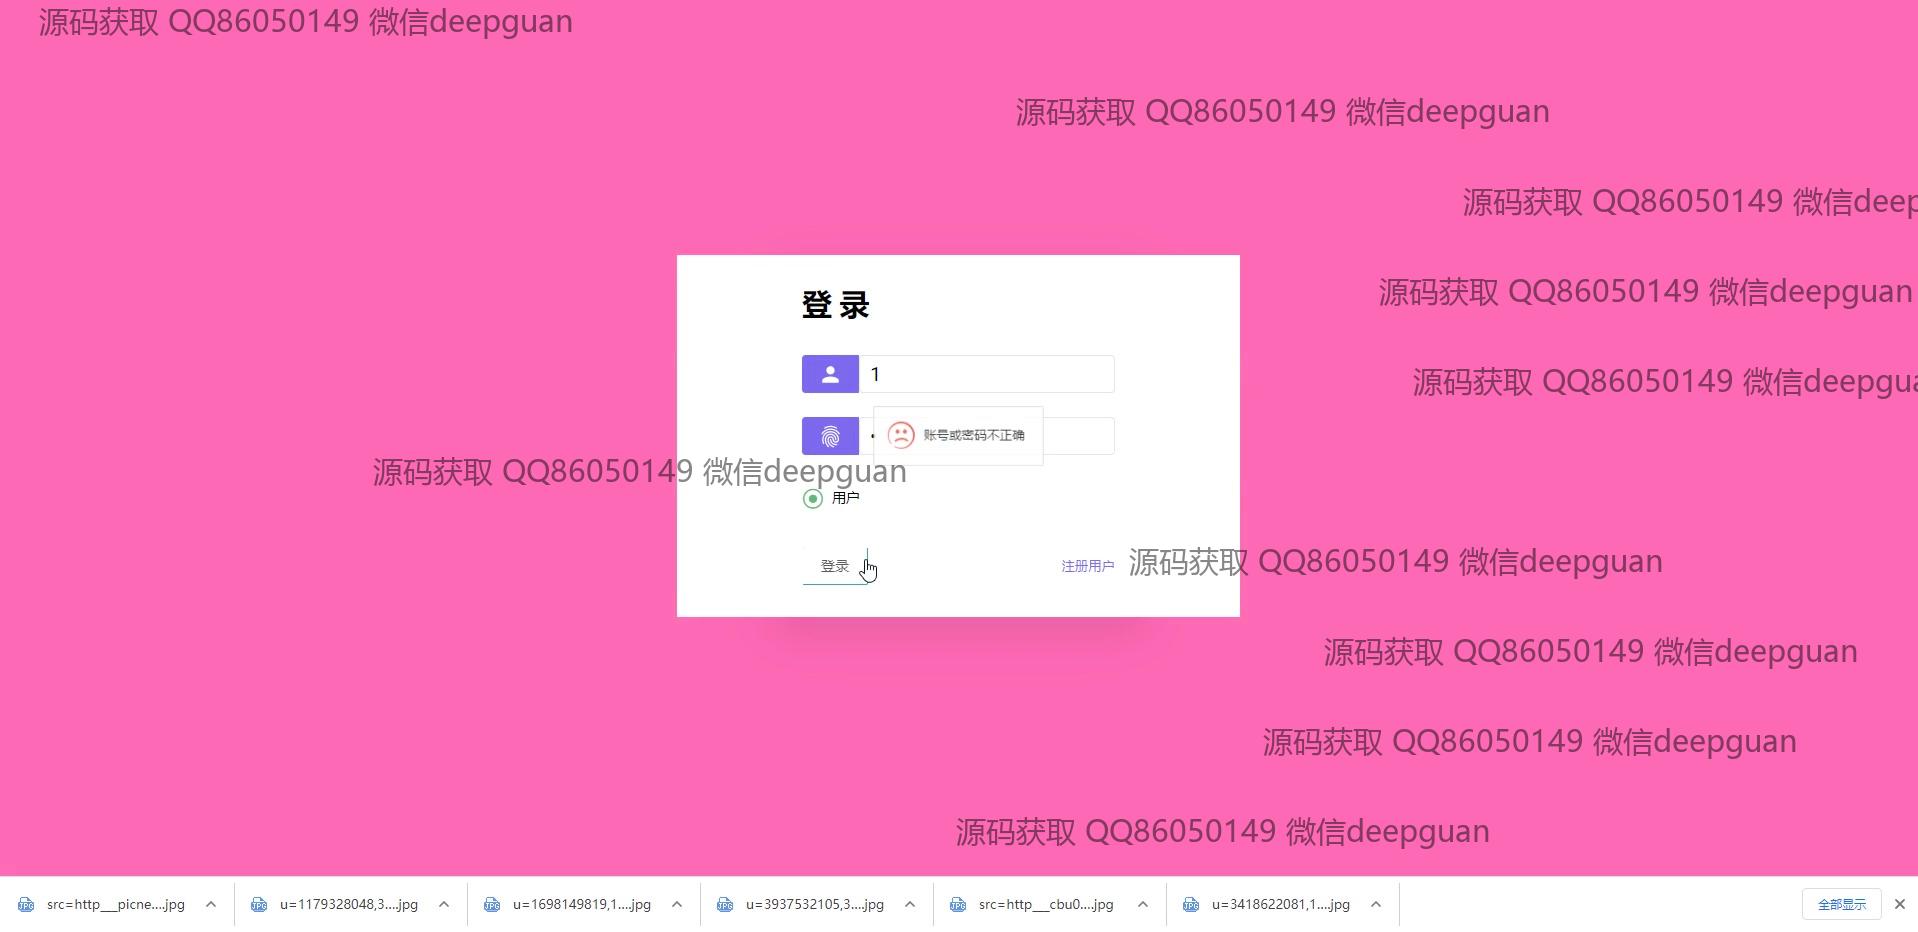 源码获取 QQ86050149 微信deepguan
源码获取 QQ86050149 微信deepguan
源码获取 QQ86050149 微信deep
源码获取 QQ86050149 微信deepguan
登 录
1
源码获取 QQ86050149 微信deepgua
账号或密码不正确
源码获取 QQ86050149 微信deepguan
用户
登录
注册用户
源码获取 QQ86050149 微信deepguan
源码获取 QQ86050149 微信deepguan
源码获取 QQ86050149 微信deepguan
源码获取 QQ86050149 微信deepguan
src=http___picne....jpg
u=1179328048,3....jpg
u=1698149819,1....jpg
u=3937532105,3....jpg
src=http___cbu0....jpg
u=3418622081,1....jpg
全部显示